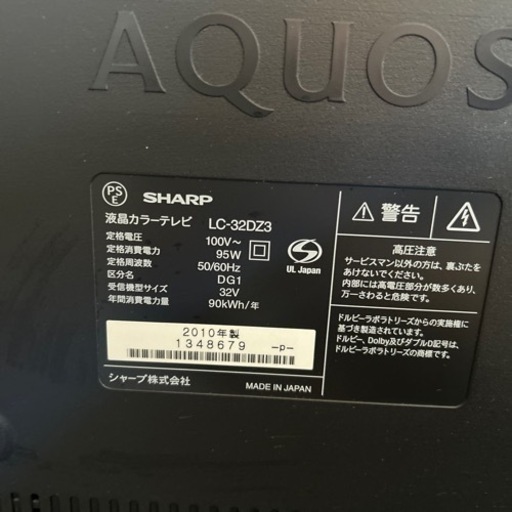 AQUOS
PS
E
SHARP
液晶カラーテレビ LC-32DZ3
定格電圧 100V~
定格消費電力 95W
定格周波数 50/60Hz
区分名 DG1
受信機型サイズ 32V
年間消費電力量 90kWh/年
UL Japan
2010年製
1348679 -p-
シャープ株式会社 MADE IN JAPAN
警告
高圧注意
サービスマン以外の方は、裏ぶたを
あけないでください。
内部には高電圧部分が数多くあり、
万一さわると危険です。
ドルビーラボラトリーズからの実施権に
基づき製造されています。
ドルビー、Dolby及びダブルD記号は、
ドルビーラボラトリーズの商標です。